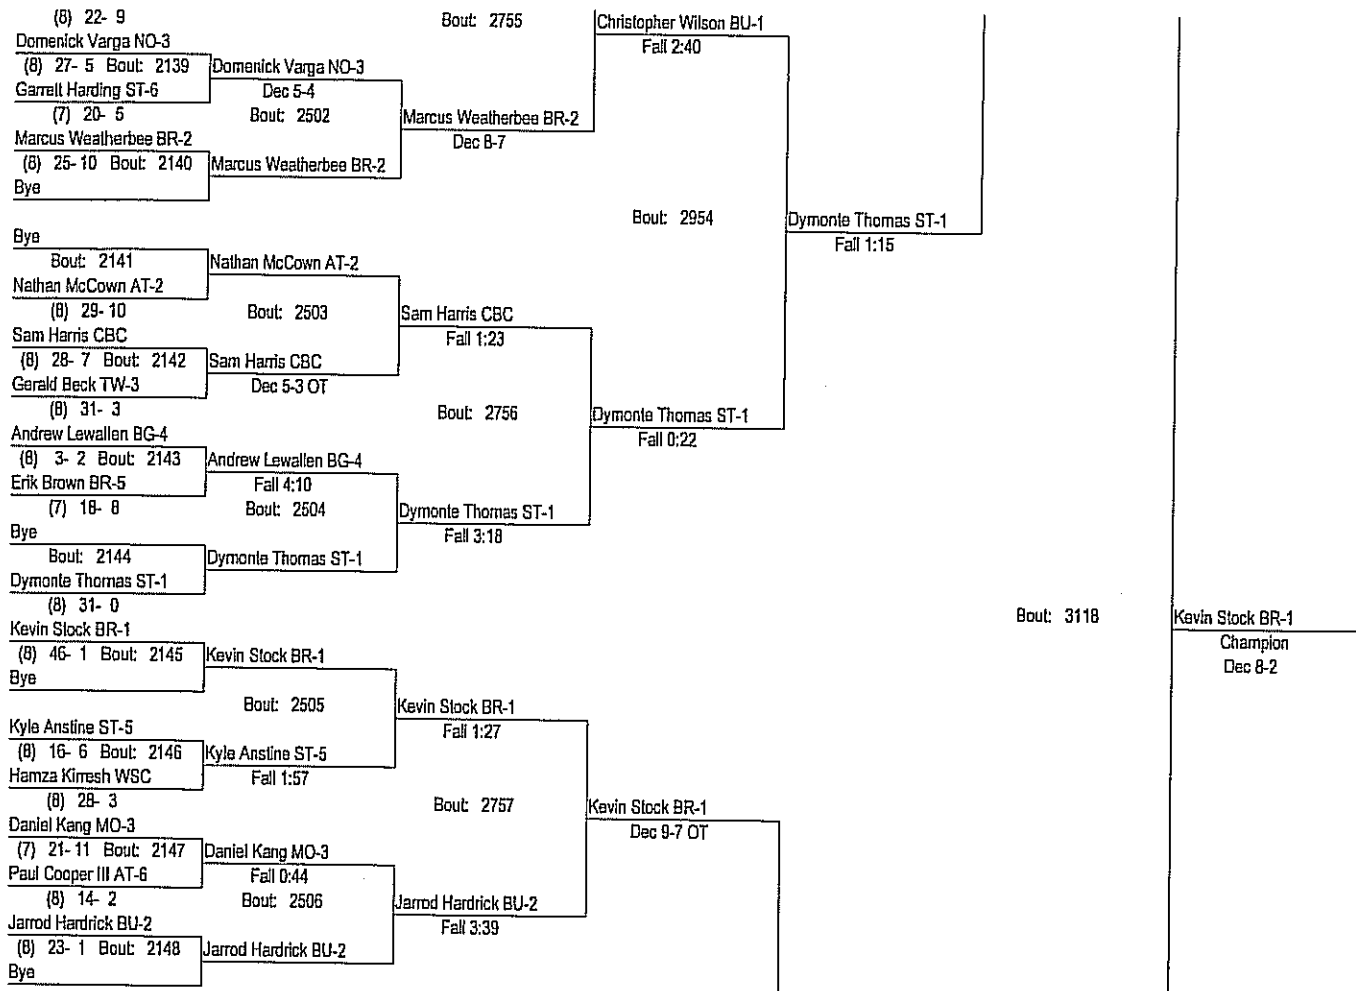 (8) 22- 9
Domenick Varga NO-3
(8) 27- 5 Bout: 2139
Garrett Harding ST-6
(7) 20- 5
Marcus Weatherbee BR-2
(8) 25-10 Bout: 2140
Bye
Bye
Bout: 2141
Nathan McCown AT-2
(8) 29-10
Sam Harris CBC
(8) 28- 7 Bout: 2142
Gerald Beck TW-3
(8) 31- 3
Andrew Lewallen BG-4
(8) 3- 2 Bout: 2143
Erik Brown BR-5
(7) 18- 8
Bye
Bout: 2144
Dymonte Thomas ST-1
(8) 31- 0
Kevin Stock BR-1
(8) 46- 1 Bout: 2145
Bye
Kyle Anstine ST-5
(8) 16- 6 Bout: 2146
Hamza Kirresh WSC
(8) 28- 3
Daniel Kang MO-3
(7) 21-11 Bout: 2147
Paul Cooper III AT-6
(8) 14- 2
Jarrod Hardrick BU-2
(8) 23- 1 Bout: 2148
Bye
Domenick Varga NO-3
Dec 5-4
Bout: 2502
Marcus Weatherbee BR-2
Nathan McCown AT-2
Bout: 2503
Sam Harris CBC
Dec 5-3 OT
Andrew Lewallen BG-4
Fall 4:10
Bout: 2504
Dymonte Thomas ST-1
Kevin Stock BR-1
Bout: 2505
Kyle Anstine ST-5
Fall 1:57
Daniel Kang MO-3
Fall 0:44
Bout: 2506
Jarrod Hardrick BU-2
Bout: 2755
Marcus Weatherbee BR-2
Dec 8-7
Sam Harris CBC
Fall 1:23
Bout: 2756
Dymonte Thomas ST-1
Fall 3:18
Kevin Stock BR-1
Fall 1:27
Bout: 2757
Jarrod Hardrick BU-2
Fall 3:39
Christopher Wilson BU-1
Fall 2:40
Bout: 2954
Dymonte Thomas ST-1
Fall 0:22
Kevin Stock BR-1
Dec 9-7 OT
Dymonte Thomas ST-1
Fall 1:15
Bout: 3118
Kevin Stock BR-1
Champion
Dec 8-2